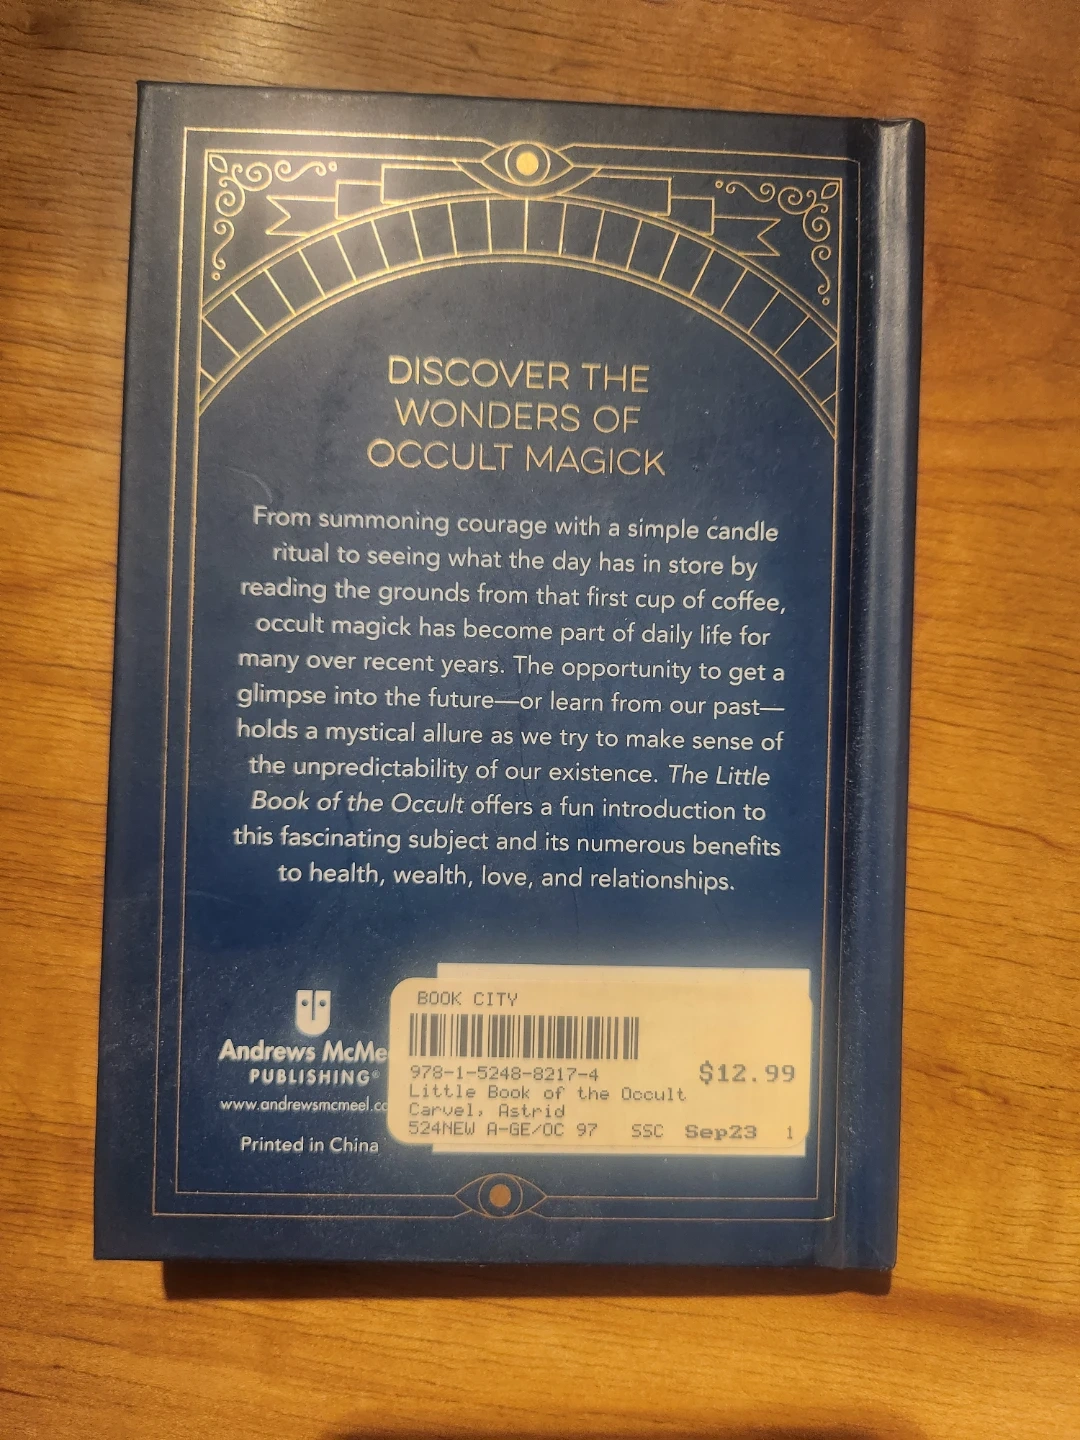 DISCOVER THE
WONDERS OF
OCCULT MAGICK
From summoning courage with a simple candle
ritual to seeing what the day has in store by
reading the grounds from that first cup of coffee,
occult magick has become part of daily life for
many over recent years. The opportunity to get a
glimpse into the future—or learn from our past—
holds a mystical allure as we try to make sense of
the unpredictability of our existence. The Little
Book of the Occult offers a fun introduction to
this fascinating subject and its numerous benefits
to health, wealth, love, and relationships.
Andrews McMe
PUBLISHING®
www.andrewsmcmeel.co
Printed in China
BOOK CITY
978-1-5248-8217-4 $12.99
Little Book of the Occult
Carvel, Astrid
524NEW A-GE/OC 97 SSC Sep23 1